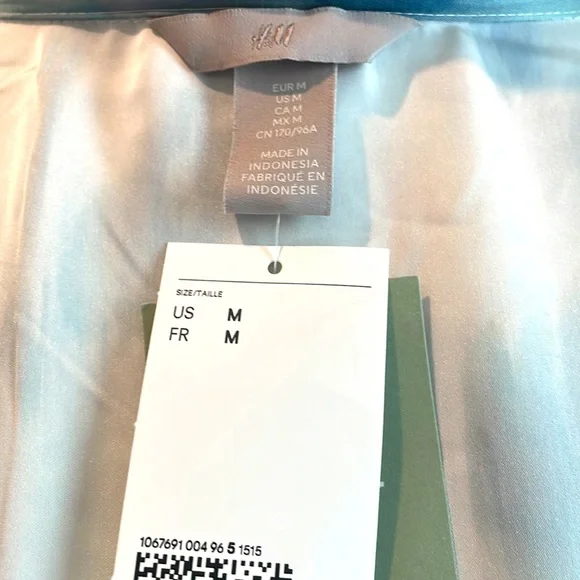 H&M
EUR M
US M
CA M
MX M
CN 170/96A
MADE IN
INDONESIA
FABRIQUÉ EN
INDONÉSIE
SIZE/TAILLE
US M
FR M
1067691 004 96 5 1515